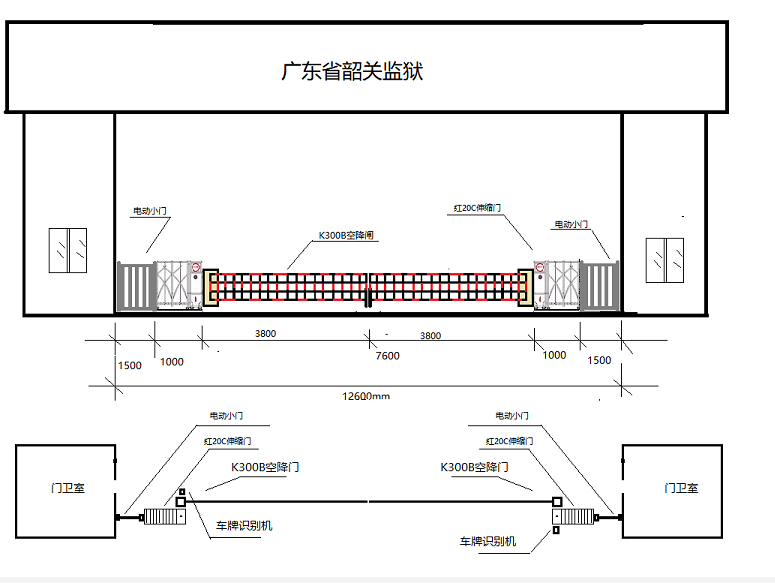 广东省韶关监狱
电动小门
K300B空降闸
红20C伸缩门
电动小门
3800
3800
1500
1000
7600
1000
1500
12600mm
电动小门
电动小门
红20C伸缩门
红20C伸缩门
K300B空降门
K300B空降门
门卫室
门卫室
车牌识别机
车牌识别机